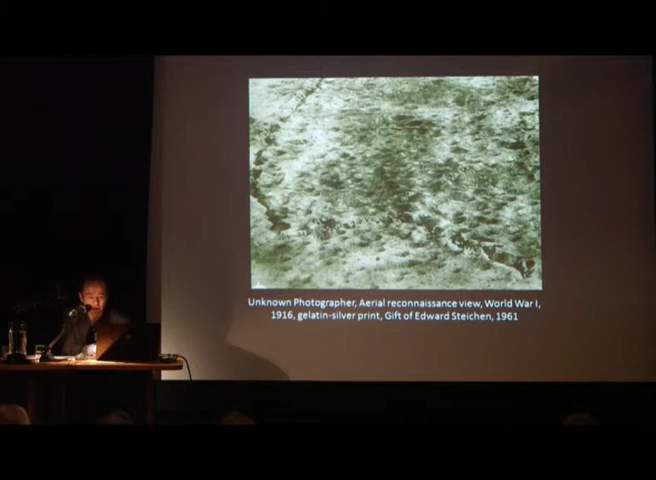 Unknown Photographer, Aerial reconnaissance view, World War I,
1916, gelatin-silver print, Gift of Edward Steichen, 1961